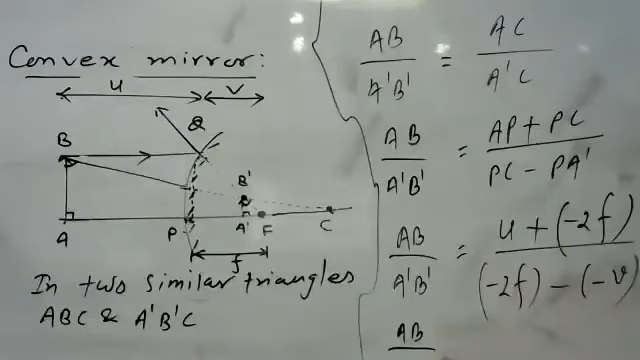 Convex mirror:
u
v
Q
B
B'
A
P
A'
F
C
f
In two similar triangles
ABC & A'B'C
AB / A'B' = AC / A'C
AB / A'B' = AP + PC / PC - PA'
AB / A'B' = u + (-2f) / (-2f) - (-v)
AB